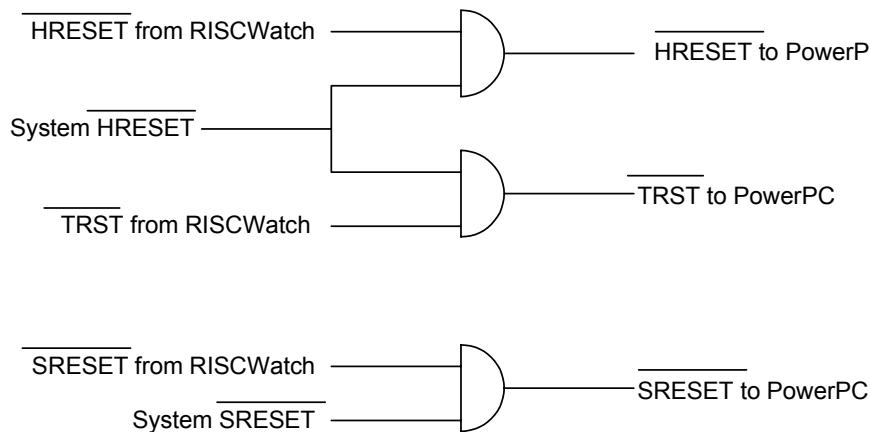 HRESET from RISCWatch
HRESET to PowerP
System HRESET
TRST to PowerPC
TRST from RISCWatch
SRESET from RISCWatch
SRESET to PowerPC
System SRESET